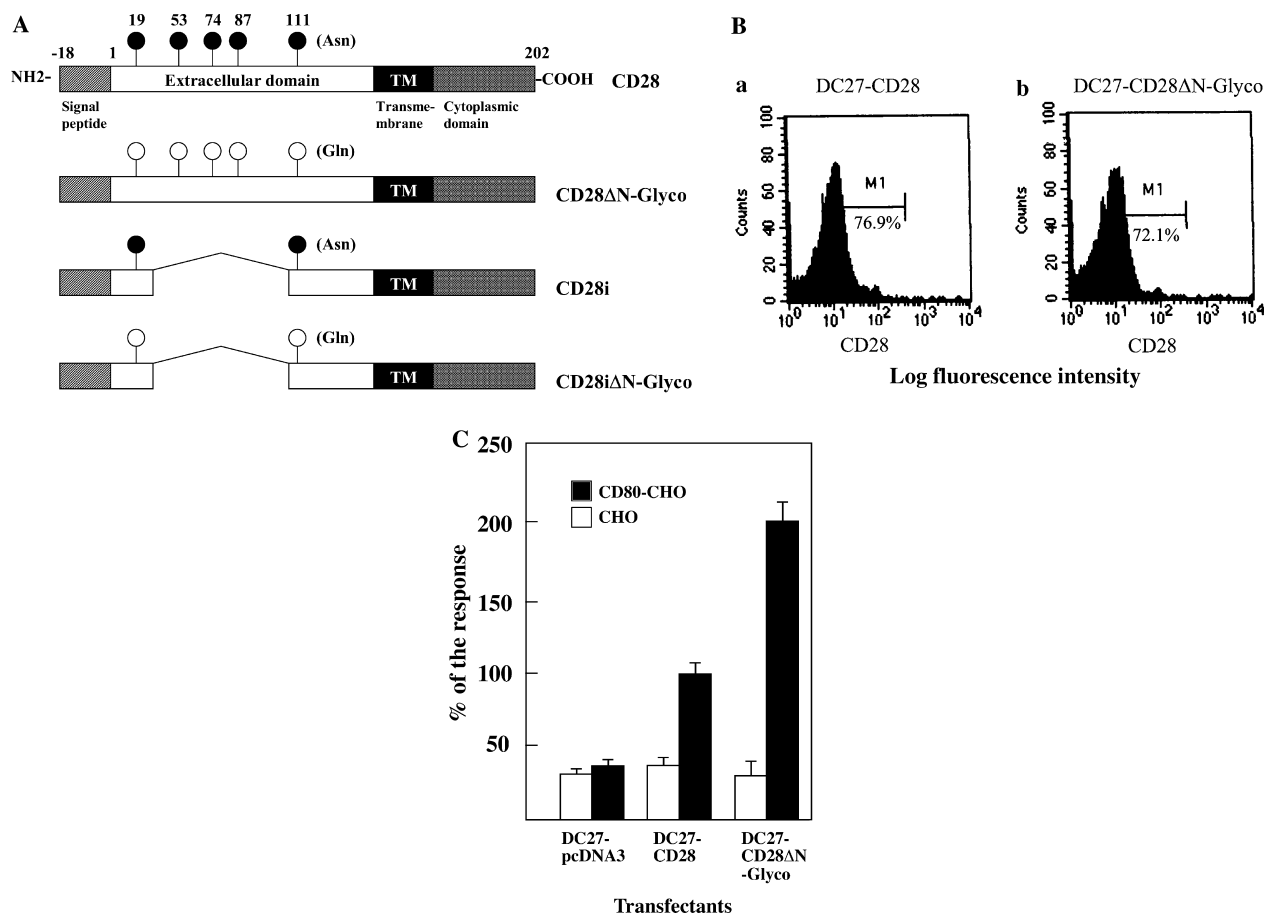 A
19 53 74 87 111 (Asn)
-18 1 202
NH2- Extracellular domain TM -COOH CD28
Signal peptide
Transme-mbrane
Cytoplasmic domain
(Gln)
TM CD28ΔN-Glyco
(Asn)
TM CD28i
(Gln)
TM CD28iΔN-Glyco
B
a DC27-CD28
Counts
100
80
60
40
20
0
M1
76.9%
10⁰ 10¹ 10² 10³ 10⁴
CD28
b DC27-CD28ΔN-Glyco
Counts
100
80
60
40
20
0
M1
72.1%
10⁰ 10¹ 10² 10³ 10⁴
CD28
Log fluorescence intensity
C
% of the response
250
200
150
100
50
CD80-CHO
CHO
DC27-
pcDNA3
DC27-
CD28
DC27-
CD28ΔN
-Glyco
Transfectants